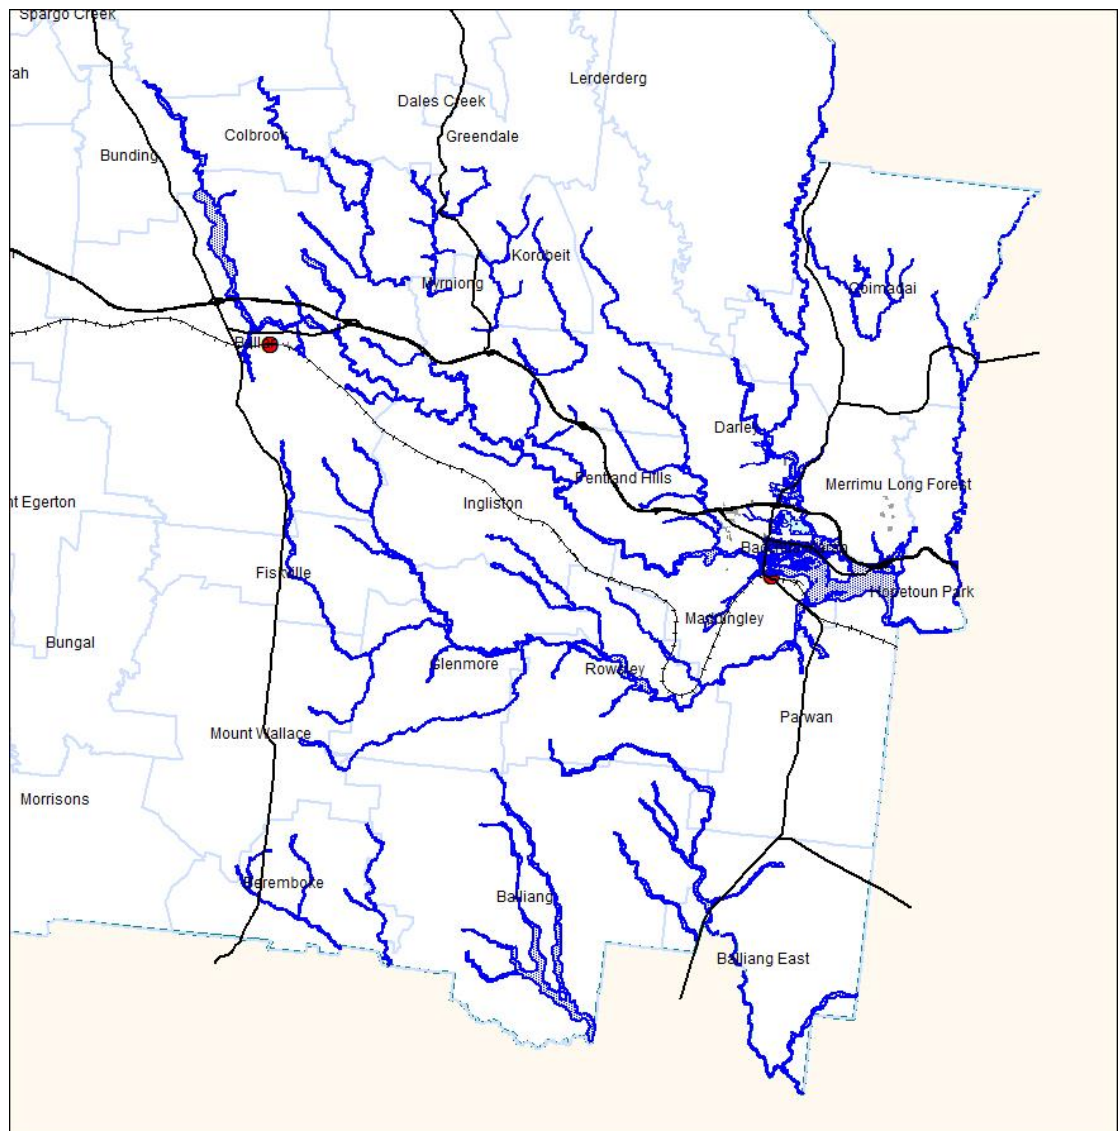 Spargo Creek
rah
Lerderderg
Dales Creek
Colbrook
Greendale
Bunding
Korobeit
Myrniong
Coimadai
Darley
Pentland Hills
Merrimu Long Forest
nt Egerton
Ingliston
Fiskville
Hopetoun Park
Maddingley
Bungal
Glenmore
Rowsley
Parwan
Mount Wallace
Morrisons
Beremboke
Balliang
Balliang East